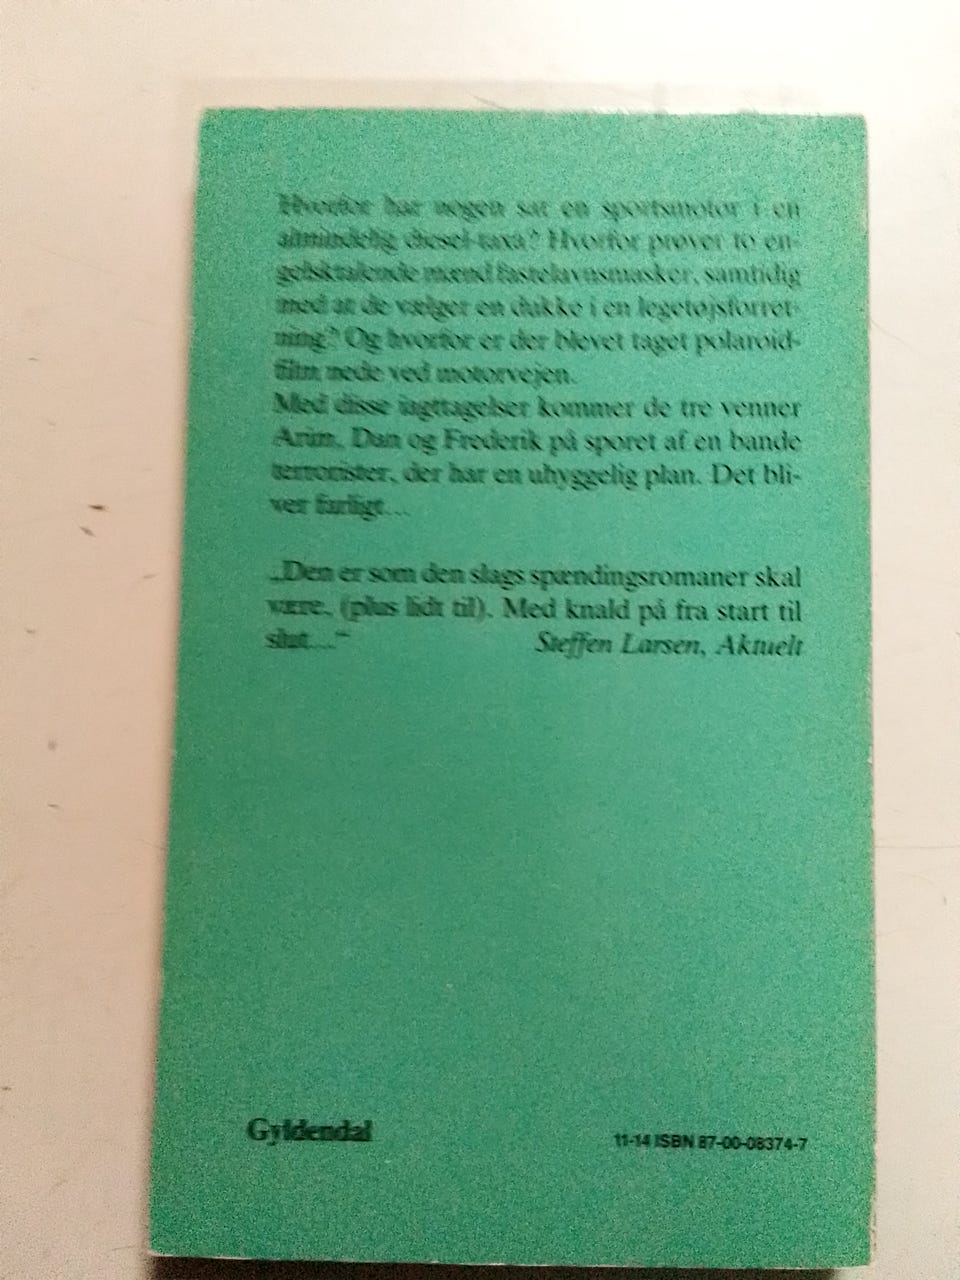 Hvorfor har nogen sat en sportsmotor i en
almindelig diesel-taxa? Hvorfor prøver to en-
gelsktalende mænd fastelavnsmasker, samtidig
med at de vælger en dukke i en legetøjsforret-
ning? Og hvorfor er der blevet taget polaroid-
film nede ved motorvejen.
Med disse iagttagelser kommer de tre venner
Arim, Dan og Frederik på sporet af en bande
terrorister, der har en uhyggelig plan. Det bli-
ver farligt...
„Den er som den slags spændingsromaner skal
være, (plus lidt til). Med knald på fra start til
slut...“ Steffen Larsen, Aktuelt
Gyldendal
11-14 ISBN 87-00-08374-7